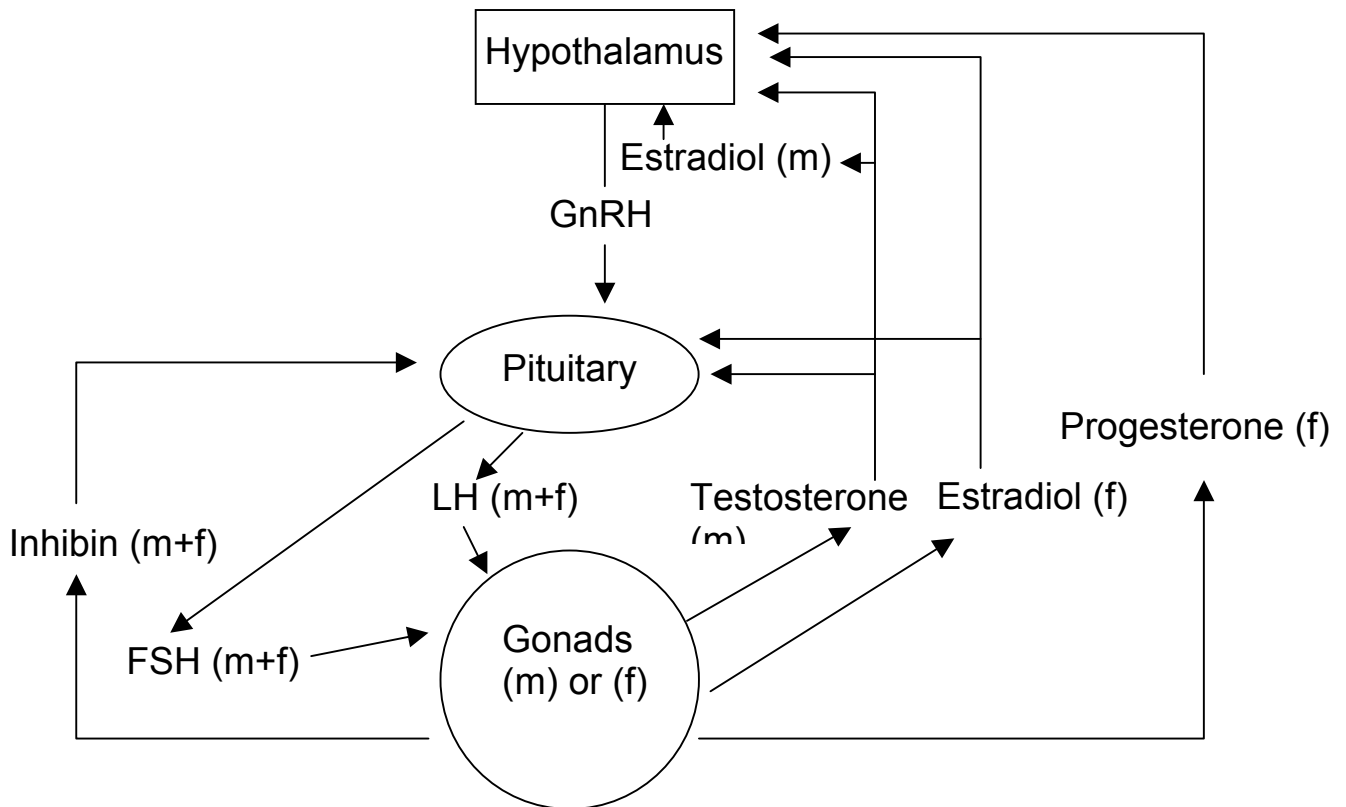 Hypothalamus
Estradiol (m)
GnRH
Pituitary
Progesterone (f)
LH (m+f)
Testosterone
(m)
Estradiol (f)
Inhibin (m+f)
FSH (m+f)
Gonads
(m) or (f)